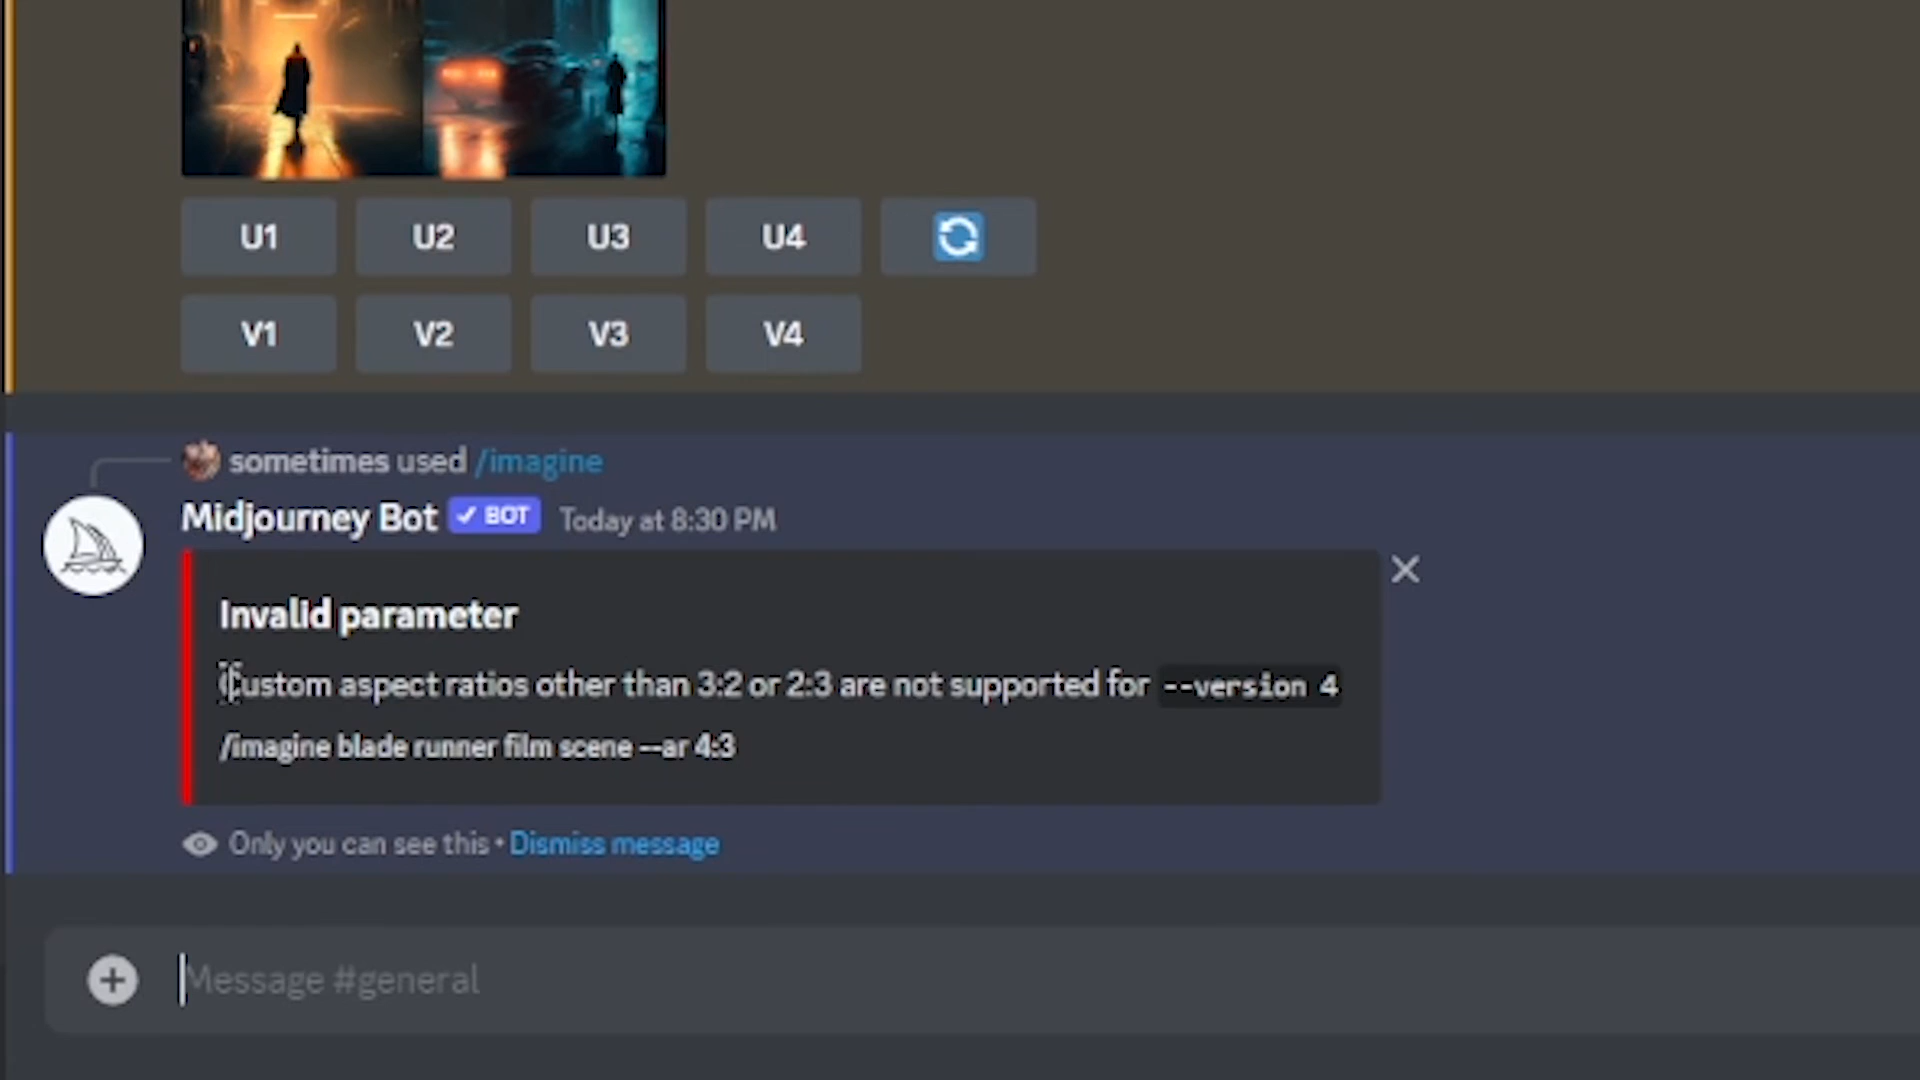 U1 U2 U3 U4
V1 V2 V3 V4
sometimes used /imagine
Midjourney Bot ✓ BOT Today at 8:30 PM
Invalid parameter
Custom aspect ratios other than 3:2 or 2:3 are not supported for --version 4
/imagine blade runner film scene --ar 4:3
Only you can see this • Dismiss message
Message #general